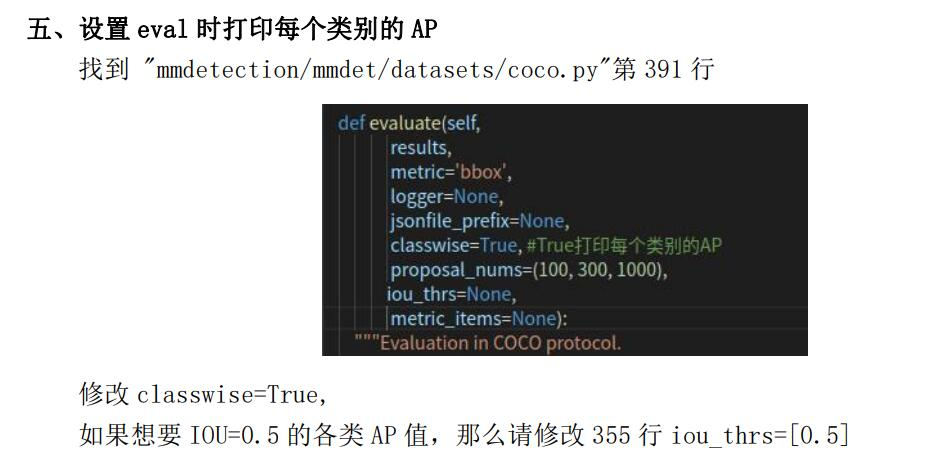 五、设置 eval 时打印每个类别的 AP
找到 "mmdetection/mmdet/datasets/coco.py"第 391 行
def evaluate(self,
results,
metric='bbox',
logger=None,
jsonfile_prefix=None,
classwise=True, #True打印每个类别的AP
proposal_nums=(100, 300, 1000),
iou_thrs=None,
metric_items=None):
"""Evaluation in COCO protocol.
修改 classwise=True,
如果想要 IOU=0.5 的各类 AP 值，那么请修改 355 行 iou_thrs=[0.5]